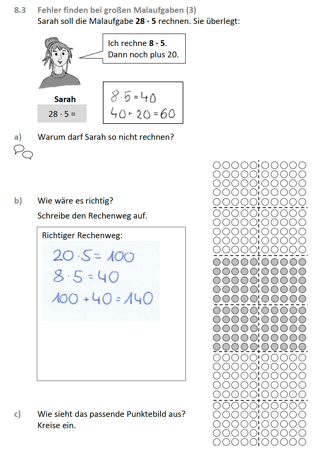 8.3 Fehler finden bei großen Malaufgaben (3)
Sarah soll die Malaufgabe 28 · 5 rechnen. Sie überlegt:
Ich rechne 8 · 5.
Dann noch plus 20.
Sarah
28 · 5 =
8·5=40
40+20=60
a) Warum darf Sarah so nicht rechnen?
b) Wie wäre es richtig?
Schreibe den Rechenweg auf.
Richtiger Rechenweg:
20·5=100
8·5=40
100+40=140
c) Wie sieht das passende Punktebild aus?
Kreise ein.